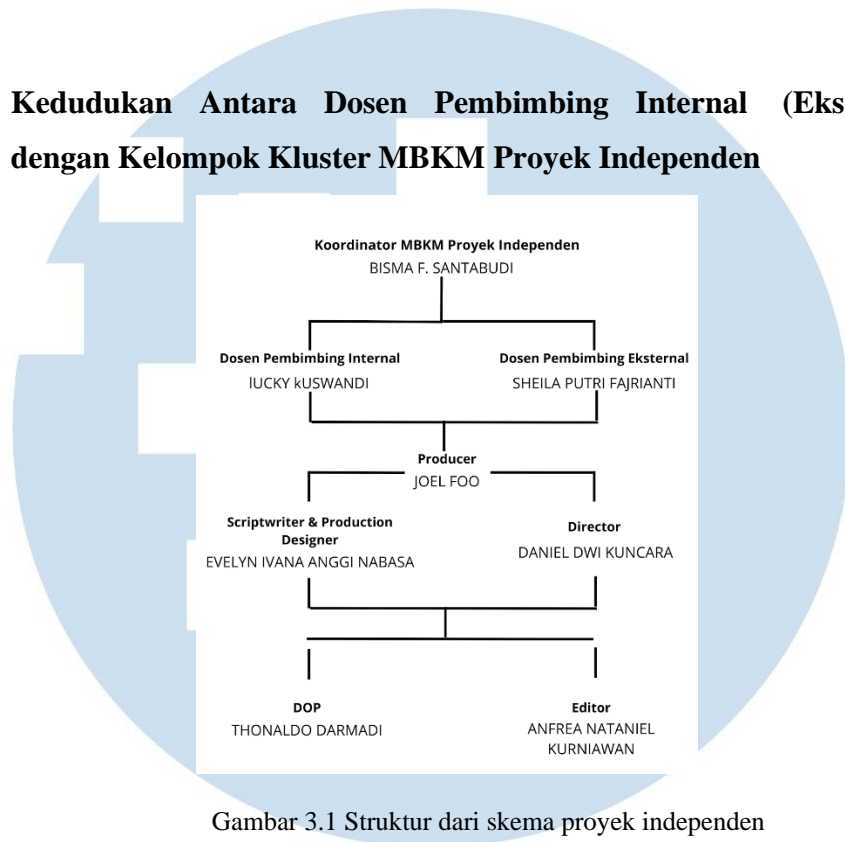 Kedudukan Antara Dosen Pembimbing Internal (Eks
dengan Kelompok Kluster MBKM Proyek Independen
Koordinator MBKM Proyek Independen
BISMA F. SANTABUDI
Dosen Pembimbing Internal
lUCKY kUSWANDI
Dosen Pembimbing Eksternal
SHEILA PUTRI FAJRIANTI
Producer
JOEL FOO
Scriptwriter & Production
Designer
EVELYN IVANA ANGGI NABASA
Director
DANIEL DWI KUNCARA
DOP
THONALDO DARMADI
Editor
ANFREA NATANIEL
KURNIAWAN
Gambar 3.1 Struktur dari skema proyek independen